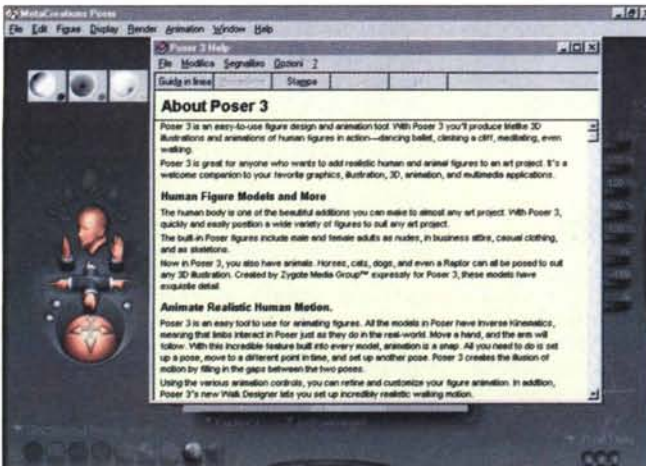 MetaCreations Poser
File Edit Figure Display Render Animation Window Help
Poser 3 Help
File Modifica Segnalibro Opzioni ?
Guida in linea Stampa
About Poser 3
Poser 3 is an easy-to-use figure design and animation tool. With Poser 3 you'll produce lifelike 3D
illustrations and animations of human figures in action—dancing ballet, climbing a cliff, meditating, even
walking.
Poser 3 is great for anyone who wants to add realistic human and animal figures to an art project. It's a
welcome companion to your favorite graphics, illustration, 3D, animation, and multimedia applications.
Human Figure Models and More
The human body is one of the beautiful additions you can make to almost any art project. With Poser 3,
quickly and easily position a wide variety of figures to suit any art project.
The built-in Poser figures include male and female adults as nudes, in business attire, casual clothing,
and as skeletons.
Now in Poser 3, you also have animals. Horses, cats, dogs, and even a Raptor can all be posed to suit
any 3D illustration. Created by Zygote Media Group™ expressly for Poser 3, these models have
exquisite detail.
Animate Realistic Human Motion.
Poser 3 is an easy tool to use for animating figures. All the models in Poser have Inverse Kinematics,
meaning that limbs interact in Poser just as they do in the real-world. Move a hand, and the arm will
follow. With this incredible feature built into every model, animation is a snap. All you need to do is set
up a pose, move to a different point in time, and set up another pose. Poser 3 creates the illusion of
motion by filling in the gaps between the two poses.
Using the various animation controls, you can refine and customize your figure animation. In addition,
Poser 3's new Walk Designer lets you set up incredibly realistic walking motion.